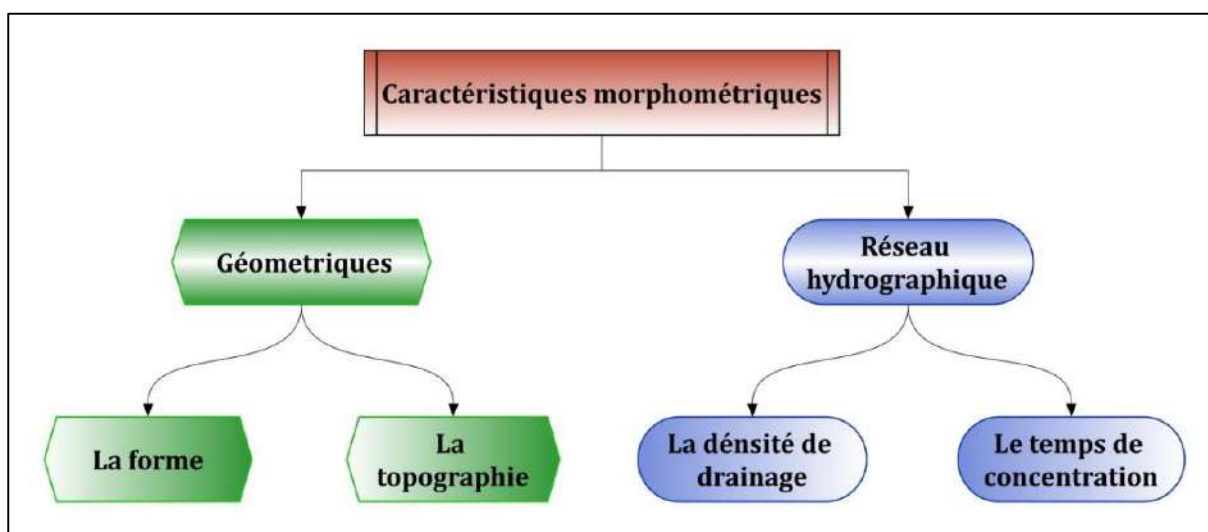 Caractéristiques morphométriques
Géometriques
Réseau
hydrographique
La forme
La
topographie
La dénsité de
drainage
Le temps de
concentration